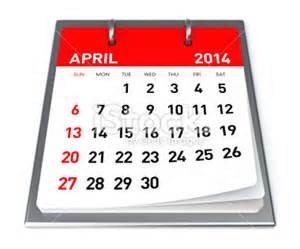 APRIL 2014
SUN MON TUE WED THU FRI SAT
1 2 3 4 5
6 7 8 9 10 11 12
13 14 15 16 17 18 19
20 21 22 23 24 25 26
27 28 29 30
iStock